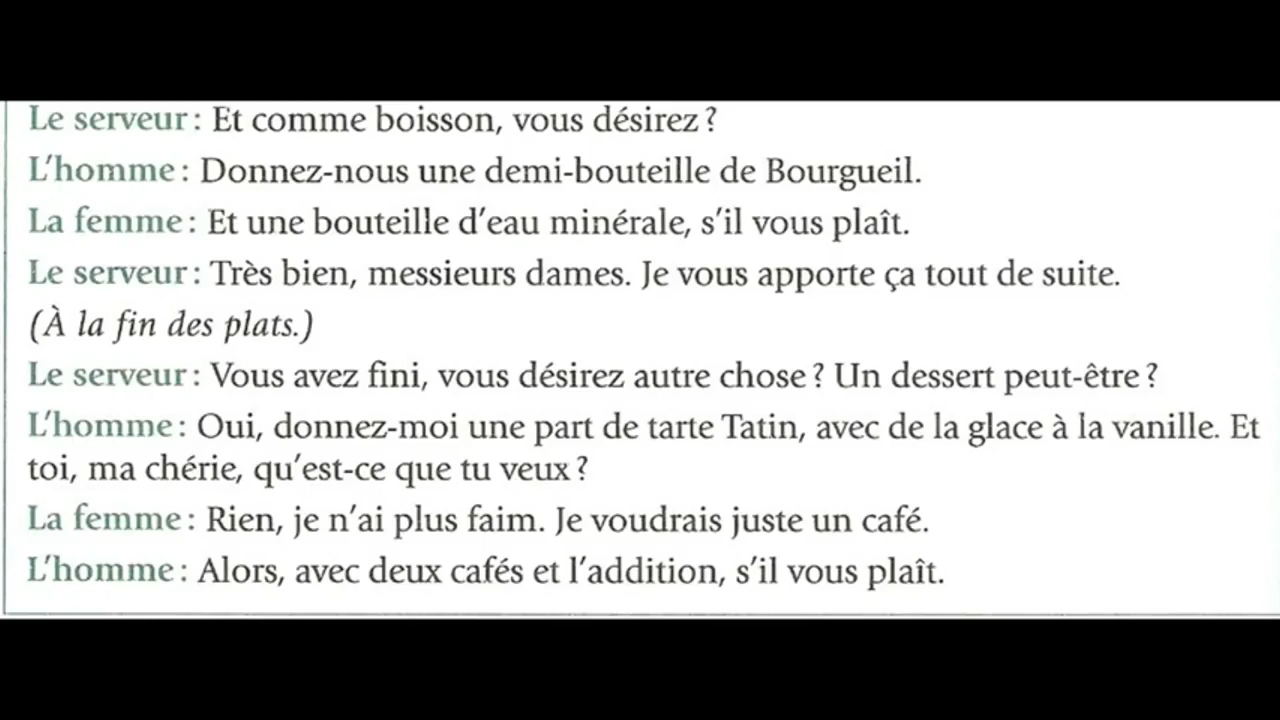 Le serveur : Et comme boisson, vous désirez ?
L'homme : Donnez-nous une demi-bouteille de Bourgueil.
La femme : Et une bouteille d'eau minérale, s'il vous plaît.
Le serveur : Très bien, messieurs dames. Je vous apporte ça tout de suite.
(À la fin des plats.)
Le serveur : Vous avez fini, vous désirez autre chose ? Un dessert peut-être ?
L'homme : Oui, donnez-moi une part de tarte Tatin, avec de la glace à la vanille. Et
toi, ma chérie, qu'est-ce que tu veux ?
La femme : Rien, je n'ai plus faim. Je voudrais juste un café.
L'homme : Alors, avec deux cafés et l'addition, s'il vous plaît.